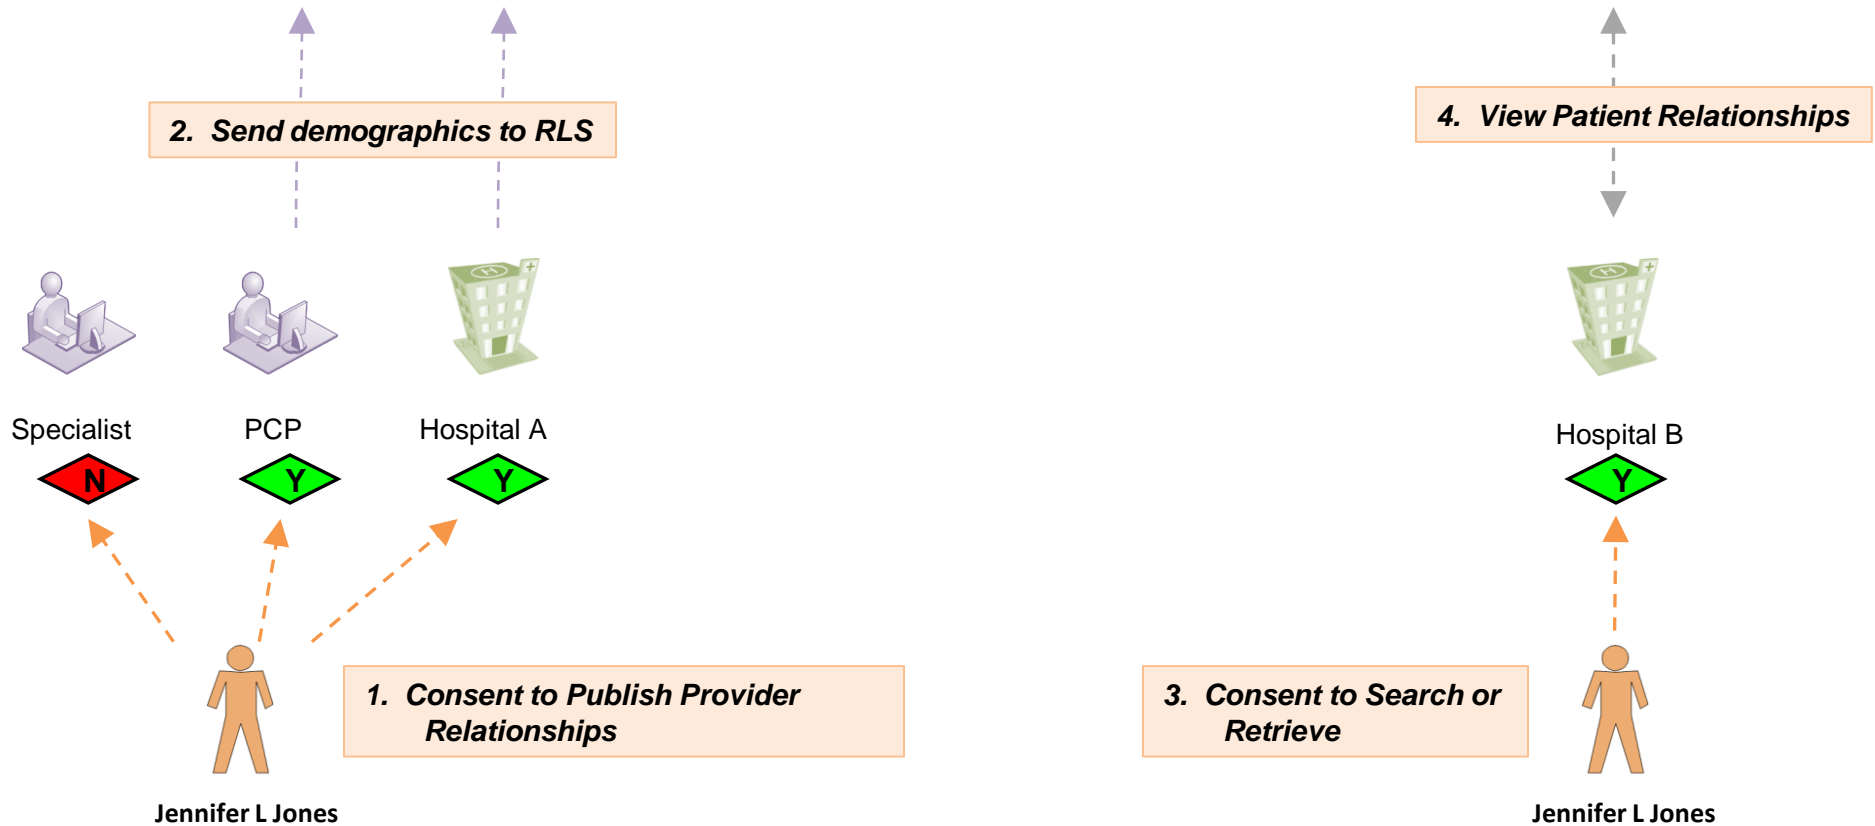 2. Send demographics to RLS
4. View Patient Relationships
H
H
Specialist
PCP
Hospital A
Hospital B
N
Y
Y
Y
1. Consent to Publish Provider
Relationships
3. Consent to Search or
Retrieve
Jennifer L Jones
Jennifer L Jones